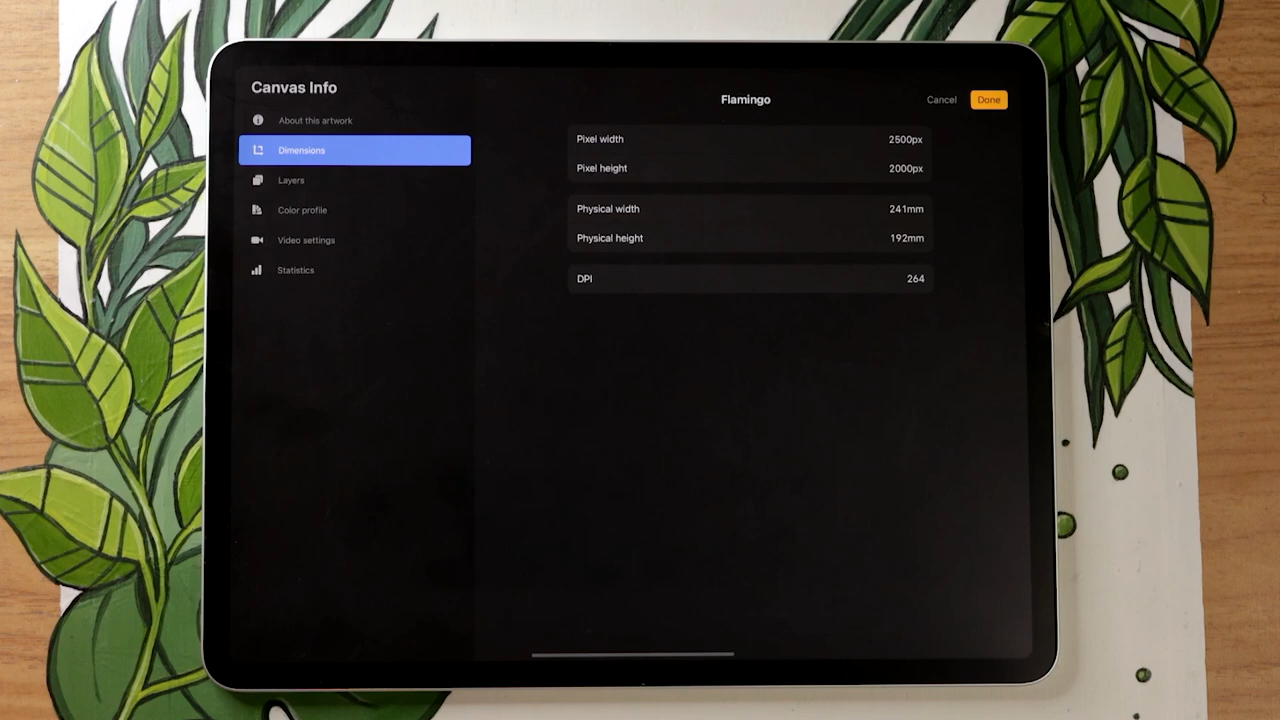 Canvas Info
About this artwork
Dimensions
Layers
Color profile
Video settings
Statistics
Flamingo
Cancel
Done
Pixel width 2500px
Pixel height 2000px
Physical width 241mm
Physical height 192mm
DPI 264